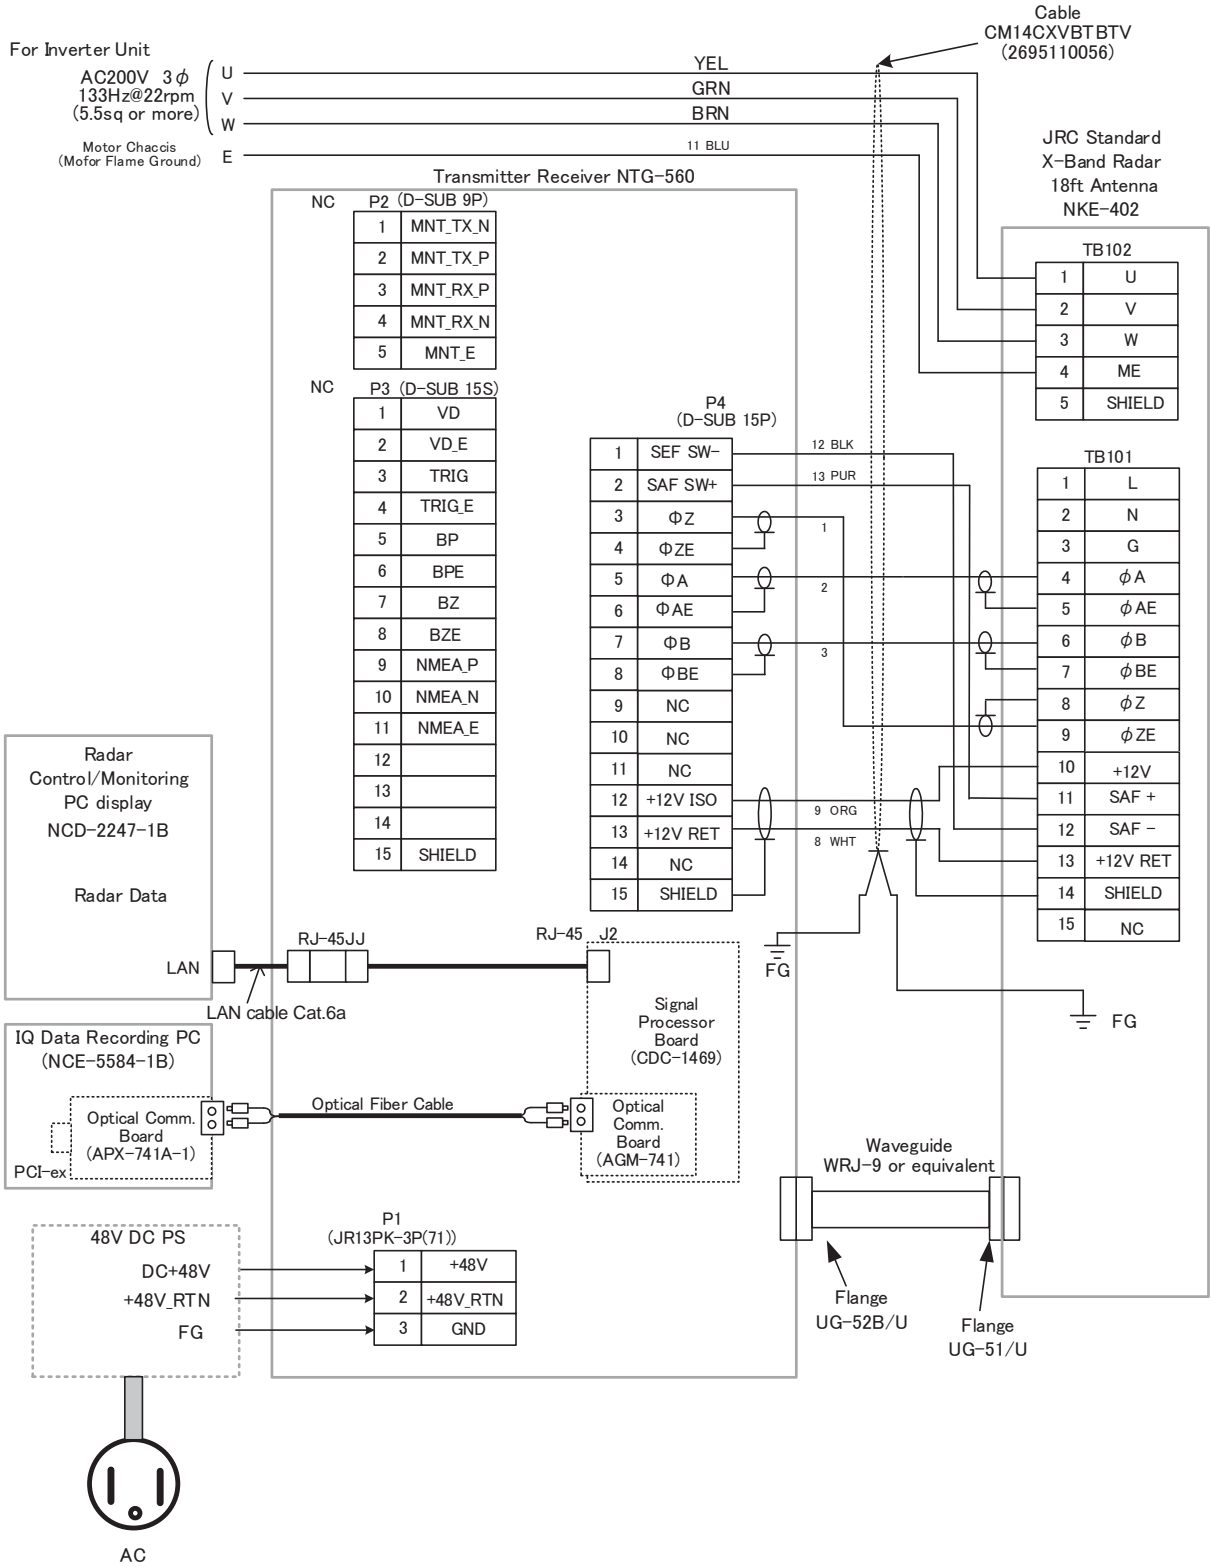 Cable
CM14CXVBTBTV
(2695110056)
For Inverter Unit
AC200V 3φ
133Hz@22rpm
(5.5sq or more)
U
V
W
Motor Chaccis
(Mofor Flame Ground)
E
YEL
GRN
BRN
11 BLU
JRC Standard
X-Band Radar
18ft Antenna
NKE-402
Transmitter Receiver NTG-560
NC
P2 (D-SUB 9P)
1 MNT_TX_N
2 MNT_TX_P
3 MNT_RX_P
4 MNT_RX_N
5 MNT_E
NC
P3 (D-SUB 15S)
1 VD
2 VD_E
3 TRIG
4 TRIG_E
5 BP
6 BPE
7 BZ
8 BZE
9 NMEA_P
10 NMEA_N
11 NMEA_E
12
13
14
15 SHIELD
P4
(D-SUB 15P)
1 SEF SW-
2 SAF SW+
3 ΦZ
4 ΦZE
5 ΦA
6 ΦAE
7 ΦB
8 ΦBE
9 NC
10 NC
11 NC
12 +12V ISO
13 +12V RET
14 NC
15 SHIELD
12 BLK
13 PUR
1
2
3
9 ORG
8 WHT
TB102
1 U
2 V
3 W
4 ME
5 SHIELD
TB101
1 L
2 N
3 G
4 φA
5 φAE
6 φB
7 φBE
8 φZ
9 φZE
10 +12V
11 SAF +
12 SAF -
13 +12V RET
14 SHIELD
15 NC
FG
FG
Radar
Control/Monitoring
PC display
NCD-2247-1B
Radar Data
LAN
RJ-45JJ
LAN cable Cat.6a
RJ-45 J2
Signal
Processor
Board
(CDC-1469)
IQ Data Recording PC
(NCE-5584-1B)
Optical Comm.
Board
(APX-741A-1)
PCI-ex
Optical Fiber Cable
Optical
Comm.
Board
(AGM-741)
Waveguide
WRJ-9 or equivalent
Flange
UG-52B/U
Flange
UG-51/U
48V DC PS
DC+48V
+48V_RTN
FG
P1
(JR13PK-3P(71))
1 +48V
2 +48V_RTN
3 GND
AC